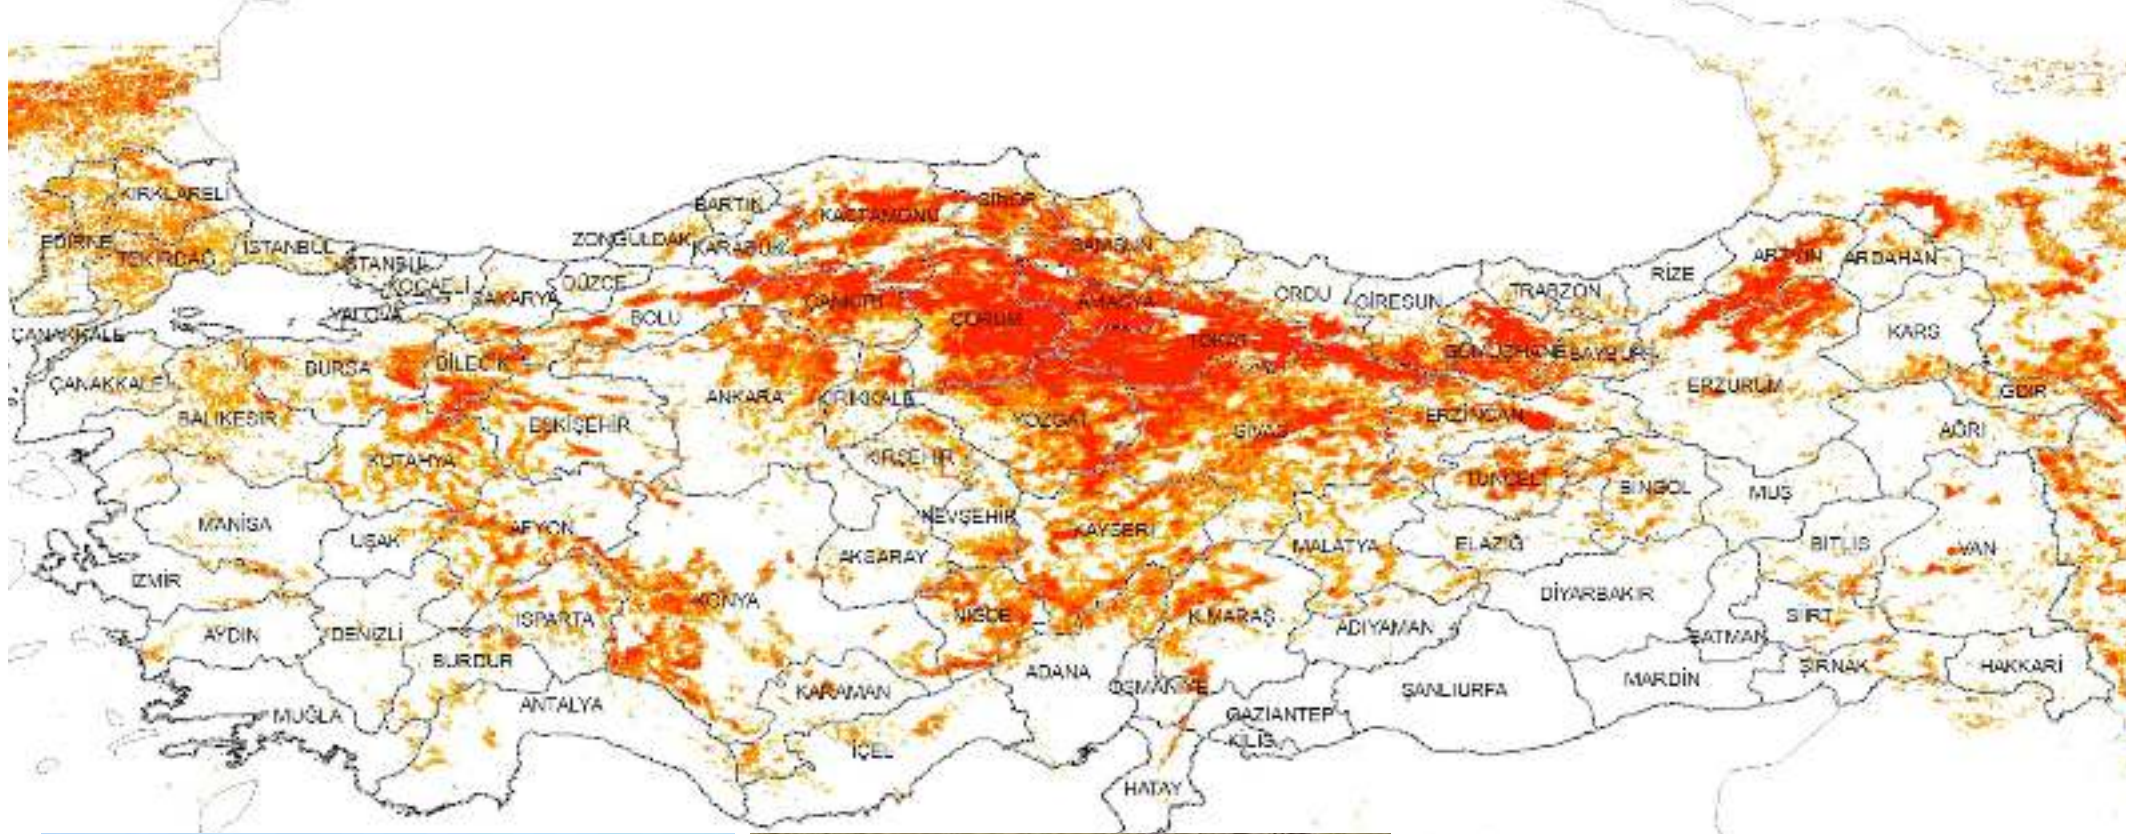 KIRKLARELİ
EDİRNE
TEKİRDAĞ
İSTANBUL
İSTANBUL
KOCAELİ
YALOVA
SAKARYA
DÜZCE
ZONGULDAK
BARTIN
KARABÜK
KASTAMONU
SİNOP
SAMSUN
BOLU
ÇANKIRI
ÇORUM
AMASYA
TOKAT
ORDU
GİRESUN
TRABZON
RİZE
ARTVİN
ARDAHAN
KARS
ÇANAKKALE
ÇANAKKALE
BALIKESİR
BURSA
BİLECİK
ESKİŞEHİR
KÜTAHYA
ANKARA
KIRIKKALE
KIRŞEHİR
YOZGAT
SİVAS
GÜMÜŞHANE
BAYBURT
ERZİNCAN
ERZURUM
IĞDIR
AĞRI
TUNCELİ
BİNGÖL
MUŞ
MANİSA
UŞAK
AFYON
NEVŞEHİR
KAYSERİ
AKSARAY
MALATYA
ELAZIĞ
BİTLİS
VAN
İZMİR
AYDIN
DENİZLİ
ISPARTA
BURDUR
KONYA
NİĞDE
K.MARAŞ
ADIYAMAN
DİYARBAKIR
BATMAN
SİİRT
ŞIRNAK
HAKKARİ
MUĞLA
ANTALYA
KARAMAN
İÇEL
ADANA
OSMANİYE
GAZİANTEP
KİLİS
HATAY
ŞANLIURFA
MARDİN